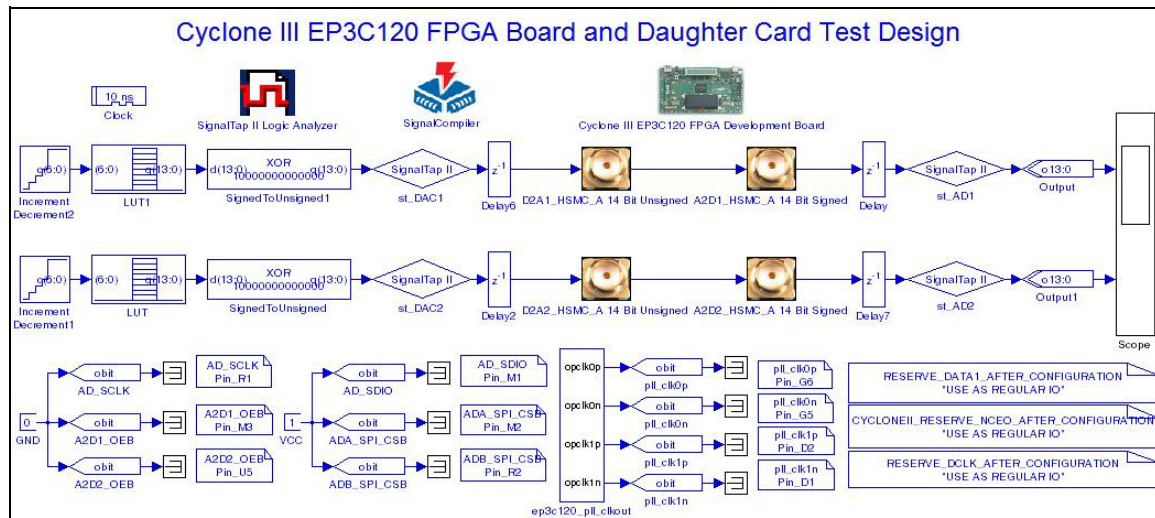 Cyclone III EP3C120 FPGA Board and Daughter Card Test Design
10 ns
Clock
SignalTap II Logic Analyzer
SignalCompiler
Cyclone III EP3C120 FPGA Development Board
q(6:0)
Increment
Decrement2
(6:0) q(13:0)
LUT1
d(13:0) XOR q(13:0)
10000000000000
SignedToUnsigned1
SignalTap II
st_DAC1
z-1
Delay6
D2A1_HSMC_A 14 Bit Unsigned
A2D1_HSMC_A 14 Bit Signed
z-1
Delay
SignalTap II
st_AD1
o13:0
Output
q(6:0)
Increment
Decrement1
(6:0) q(13:0)
LUT
d(13:0) XOR q(13:0)
10000000000000
SignedToUnsigned
SignalTap II
st_DAC2
z-1
Delay2
D2A2_HSMC_A 14 Bit Unsigned
A2D2_HSMC_A 14 Bit Signed
z-1
Delay7
SignalTap II
st_AD2
o13:0
Output1
Scope
0
GND
obit
AD_SCLK
AD_SCLK
Pin_R1
obit
A2D1_OEB
A2D1_OEB
Pin_M3
obit
A2D2_OEB
A2D2_OEB
Pin_U5
1
VCC
obit
AD_SDIO
AD_SDIO
Pin_M1
obit
ADA_SPI_CSB
ADA_SPI_CSB
Pin_M2
obit
ADB_SPI_CSB
ADB_SPI_CSB
Pin_R2
opclk0p
opclk0n
opclk1p
opclk1n
ep3c120_pll_clkout
obit
pll_clk0p
pll_clk0p
Pin_G6
obit
pll_clk0n
pll_clk0n
Pin_G5
obit
pll_clk1p
pll_clk1p
Pin_D2
obit
pll_clk1n
pll_clk1n
Pin_D1
RESERVE_DATA1_AFTER_CONFIGURATION
"USE AS REGULAR IO"
CYCLONEII_RESERVE_NCEO_AFTER_CONFIGURATION
"USE AS REGULAR IO"
RESERVE_DCLK_AFTER_CONFIGURATION
"USE AS REGULAR IO"